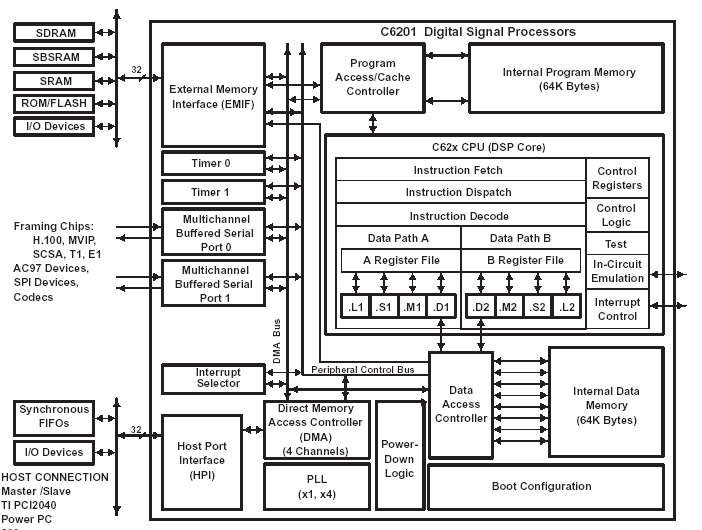 C6201 Digital Signal Processors
SDRAM
SBSRAM
SRAM
ROM/FLASH
I/O Devices
32
External Memory
Interface (EMIF)
Program
Access/Cache
Controller
Internal Program Memory
(64K Bytes)
C62x CPU (DSP Core)
Instruction Fetch
Instruction Dispatch
Instruction Decode
Control
Registers
Control
Logic
Test
In-Circuit
Emulation
Interrupt
Control
Data Path A
Data Path B
A Register File
B Register File
.L1
.S1
.M1
.D1
.D2
.M2
.S2
.L2
Timer 0
Timer 1
Multichannel
Buffered Serial
Port 0
Multichannel
Buffered Serial
Port 1
Framing Chips:
H.100, MVIP,
SCSA, T1, E1
AC97 Devices,
SPI Devices,
Codecs
DMA Bus
Peripheral Control Bus
Interrupt
Selector
Data
Access
Controller
Internal Data
Memory
(64K Bytes)
Synchronous
FIFOs
I/O Devices
32
Host Port
Interface
(HPI)
Direct Memory
Access Controller
(DMA)
(4 Channels)
PLL
(x1, x4)
Power-
Down
Logic
Boot Configuration
HOST CONNECTION
Master /Slave
TI PCI2040
Power PC